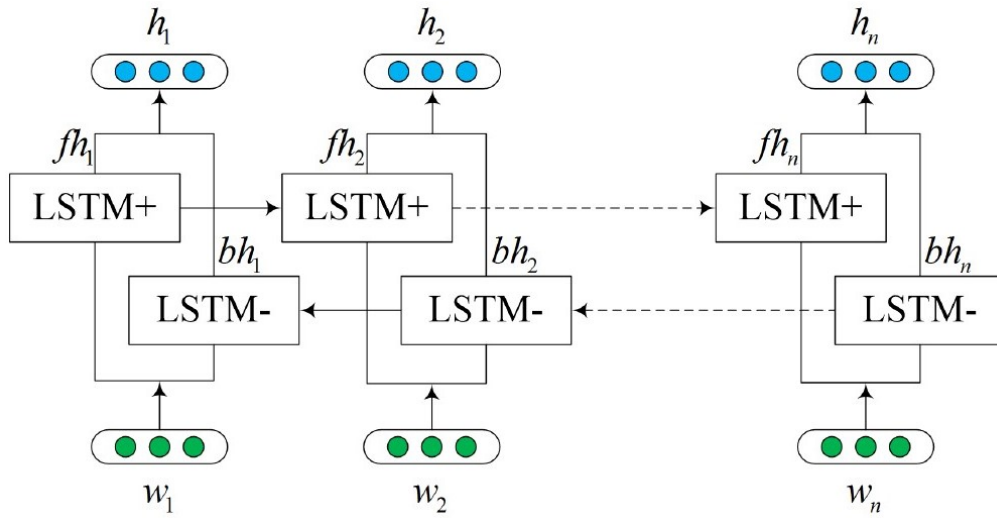 h₁ h₂ hₙ
fh₁ fh₂ fhₙ
LSTM+ LSTM+ LSTM+
bh₁ bh₂ bhₙ
LSTM- LSTM- LSTM-
w₁ w₂ wₙ